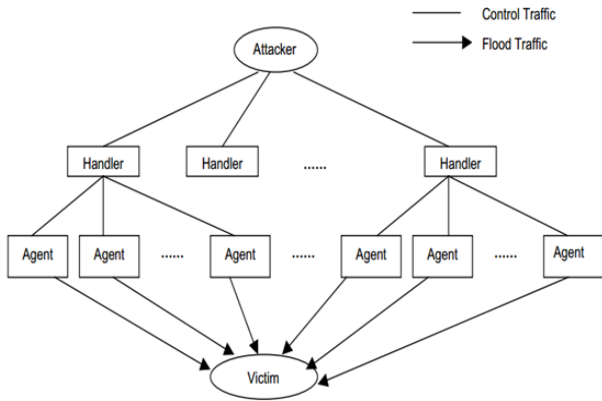 Control Traffic
Flood Traffic
Attacker
Handler Handler ...... Handler
Agent Agent ...... Agent ...... Agent Agent ...... Agent
Victim